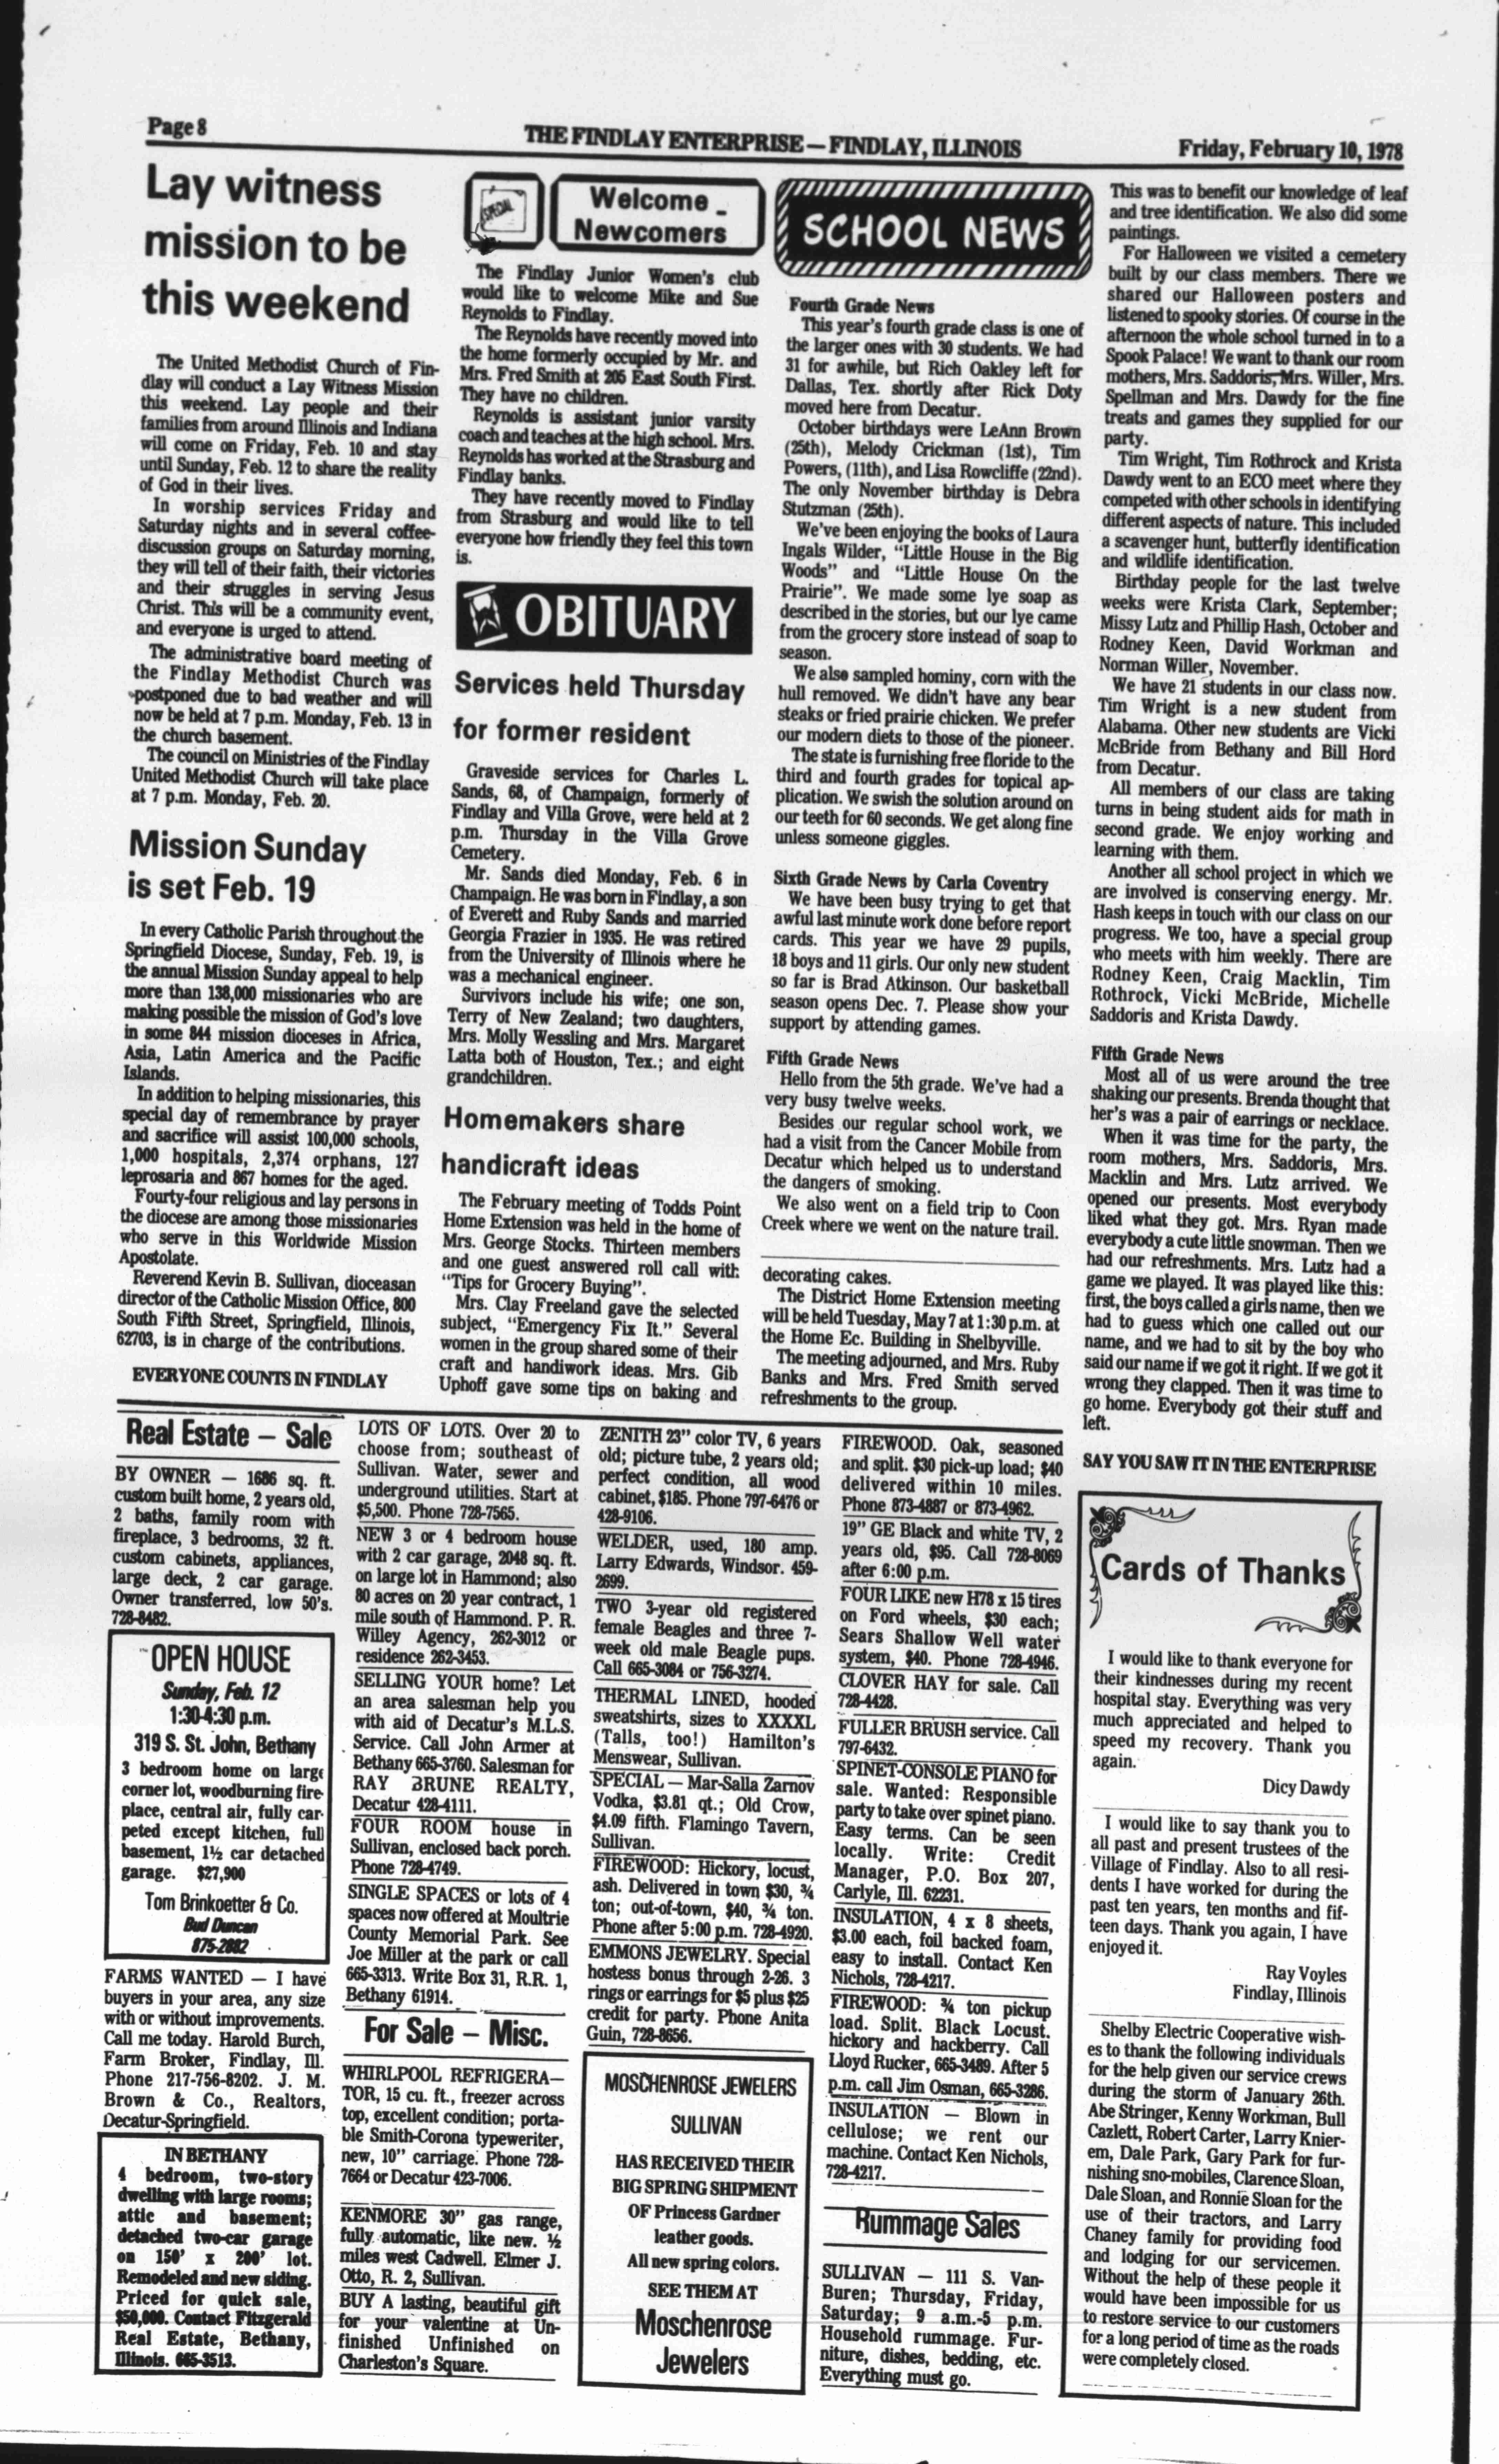 Page 8
THE FINDLAY ENTERPRISE — FINDLAY, ILLINOIS
Friday, February 10, 1978
Lay witness
mission to be
this weekend
The United Methodist Church of Fin-
dlay will conduct a Lay Witness Mission
this weekend. Lay people and their
families from around Illinois and Indiana
will come on Friday, Feb. 10 and stay
until Sunday, Feb. 12 to share the reality
of God in their lives.
In worship services Friday and
Saturday nights and in several coffee-
discussion groups on Saturday morning,
they will tell of their faith, their victories
and their struggles in serving Jesus
Christ. This will be a community event,
and everyone is urged to attend.
The administrative board meeting of
the Findlay Methodist Church was
postponed due to bad weather and will
now be held at 7 p.m. Monday, Feb. 13 in
the church basement.
The council on Ministries of the Findlay
United Methodist Church will take place
at 7 p.m. Monday, Feb. 20.
Mission Sunday
is set Feb. 19
In every Catholic Parish throughout the
Springfield Diocese, Sunday, Feb. 19, is
the annual Mission Sunday appeal to help
more than 138,000 missionaries who are
making possible the mission of God's love
in some 844 mission dioceses in Africa,
Asia, Latin America and the Pacific
Islands.
In addition to helping missionaries, this
special day of remembrance by prayer
and sacrifice will assist 100,000 schools,
1,000 hospitals, 2,374 orphans, 127
leprosaria and 867 homes for the aged.
Fourty-four religious and lay persons in
the diocese are among those missionaries
who serve in this Worldwide Mission
Apostolate.
Reverend Kevin B. Sullivan, dioceasan
director of the Catholic Mission Office, 800
South Fifth Street, Springfield, Illinois,
62703, is in charge of the contributions.
EVERYONE COUNTS IN FINDLAY
SPECIAL
Welcome -
Newcomers
The Findlay Junior Women's club
would like to welcome Mike and Sue
Reynolds to Findlay.
The Reynolds have recently moved into
the home formerly occupied by Mr. and
Mrs. Fred Smith at 205 East South First.
They have no children.
Reynolds is assistant junior varsity
coach and teaches at the high school. Mrs.
Reynolds has worked at the Strasburg and
Findlay banks.
They have recently moved to Findlay
from Strasburg and would like to tell
everyone how friendly they feel this town
is.
OBITUARY
Services held Thursday
for former resident
Graveside services for Charles L.
Sands, 68, of Champaign, formerly of
Findlay and Villa Grove, were held at 2
p.m. Thursday in the Villa Grove
Cemetery.
Mr. Sands died Monday, Feb. 6 in
Champaign. He was born in Findlay, a son
of Everett and Ruby Sands and married
Georgia Frazier in 1935. He was retired
from the University of Illinois where he
was a mechanical engineer.
Survivors include his wife; one son,
Terry of New Zealand; two daughters,
Mrs. Molly Wessling and Mrs. Margaret
Latta both of Houston, Tex.; and eight
grandchildren.
Homemakers share
handicraft ideas
The February meeting of Todds Point
Home Extension was held in the home of
Mrs. George Stocks. Thirteen members
and one guest answered roll call with
"Tips for Grocery Buying".
Mrs. Clay Freeland gave the selected
subject, "Emergency Fix It." Several
women in the group shared some of their
craft and handiwork ideas. Mrs. Gib
Uphoff gave some tips on baking and
decorating cakes.
The District Home Extension meeting
will be held Tuesday, May 7 at 1:30 p.m. at
the Home Ec. Building in Shelbyville.
The meeting adjourned, and Mrs. Ruby
Banks and Mrs. Fred Smith served
refreshments to the group.
SCHOOL NEWS
Fourth Grade News
This year's fourth grade class is one of
the larger ones with 30 students. We had
31 for awhile, but Rich Oakley left for
Dallas, Tex. shortly after Rick Doty
moved here from Decatur.
October birthdays were LeAnn Brown
(25th), Melody Crickman (1st), Tim
Powers, (11th), and Lisa Rowcliffe (22nd).
The only November birthday is Debra
Stutzman (25th).
We've been enjoying the books of Laura
Ingals Wilder, "Little House in the Big
Woods" and "Little House On the
Prairie". We made some lye soap as
described in the stories, but our lye came
from the grocery store instead of soap to
season.
We also sampled hominy, corn with the
hull removed. We didn't have any bear
steaks or fried prairie chicken. We prefer
our modern diets to those of the pioneer.
The state is furnishing free floride to the
third and fourth grades for topical ap-
plication. We swish the solution around on
our teeth for 60 seconds. We get along fine
unless someone giggles.
Sixth Grade News by Carla Coventry
We have been busy trying to get that
awful last minute work done before report
cards. This year we have 29 pupils,
18 boys and 11 girls. Our only new student
so far is Brad Atkinson. Our basketball
season opens Dec. 7. Please show your
support by attending games.
Fifth Grade News
Hello from the 5th grade. We've had a
very busy twelve weeks.
Besides our regular school work, we
had a visit from the Cancer Mobile from
Decatur which helped us to understand
the dangers of smoking.
We also went on a field trip to Coon
Creek where we went on the nature trail.
This was to benefit our knowledge of leaf
and tree identification. We also did some
paintings.
For Halloween we visited a cemetery
built by our class members. There we
shared our Halloween posters and
listened to spooky stories. Of course in the
afternoon the whole school turned in to a
Spook Palace! We want to thank our room
mothers, Mrs. Saddoris, Mrs. Willer, Mrs.
Spellman and Mrs. Dawdy for the fine
treats and games they supplied for our
party.
Tim Wright, Tim Rothrock and Krista
Dawdy went to an ECO meet where they
competed with other schools in identifying
different aspects of nature. This included
a scavenger hunt, butterfly identification
and wildlife identification.
Birthday people for the last twelve
weeks were Krista Clark, September;
Missy Lutz and Phillip Hash, October and
Rodney Keen, David Workman and
Norman Willer, November.
We have 21 students in our class now.
Tim Wright is a new student from
Alabama. Other new students are Vicki
McBride from Bethany and Bill Hord
from Decatur.
All members of our class are taking
turns in being student aids for math in
second grade. We enjoy working and
learning with them.
Another all school project in which we
are involved is conserving energy. Mr.
Hash keeps in touch with our class on our
progress. We too, have a special group
who meets with him weekly. There are
Rodney Keen, Craig Macklin, Tim
Rothrock, Vicki McBride, Michelle
Saddoris and Krista Dawdy.
Fifth Grade News
Most all of us were around the tree
shaking our presents. Brenda thought that
her's was a pair of earrings or necklace.
When it was time for the party, the
room mothers, Mrs. Saddoris, Mrs.
Macklin and Mrs. Lutz arrived. We
opened our presents. Most everybody
liked what they got. Mrs. Ryan made
everybody a cute little snowman. Then we
had our refreshments. Mrs. Lutz had a
game we played. It was played like this:
first, the boys called a girls name, then we
had to guess which one called out our
name, and we had to sit by the boy who
said our name if we got it right. If we got it
wrong they clapped. Then it was time to
go home. Everybody got their stuff and
left.
SAY YOU SAW IT IN THE ENTERPRISE
Real Estate — Sale
BY OWNER — 1686 sq. ft.
custom built home, 2 years old,
2 baths, family room with
fireplace, 3 bedrooms, 32 ft.
custom cabinets, appliances,
large deck, 2 car garage.
Owner transferred, low 50's.
728-8482.
OPEN HOUSE
Sunday, Feb. 12
1:30-4:30 p.m.
319 S. St. John, Bethany
3 bedroom home on large
corner lot, woodburning fire-
place, central air, fully car-
peted except kitchen, full
basement, 1½ car detached
garage. $27,900
Tom Brinkoetter & Co.
Bud Duncan
875-2882
FARMS WANTED — I have
buyers in your area, any size
with or without improvements.
Call me today. Harold Burch,
Farm Broker, Findlay, Ill.
Phone 217-756-8202. J. M.
Brown & Co., Realtors,
Decatur-Springfield.
IN BETHANY
4 bedroom, two-story
dwelling with large rooms;
attic and basement;
detached two-car garage
on 150' x 200' lot.
Remodeled and new siding.
Priced for quick sale,
$50,000. Contact Fitzgerald
Real Estate, Bethany,
Illinois. 665-3513.
LOTS OF LOTS. Over 20 to
choose from; southeast of
Sullivan. Water, sewer and
underground utilities. Start at
$5,500. Phone 728-7565.
NEW 3 or 4 bedroom house
with 2 car garage, 2048 sq. ft.
on large lot in Hammond; also
80 acres on 20 year contract, 1
mile south of Hammond. P. R.
Willey Agency, 262-3012 or
residence 262-3453.
SELLING YOUR home? Let
an area salesman help you
with aid of Decatur's M.L.S.
Service. Call John Armer at
Bethany 665-3760. Salesman for
RAY BRUNE REALTY,
Decatur 428-4111.
FOUR ROOM house in
Sullivan, enclosed back porch.
Phone 728-4749.
SINGLE SPACES or lots of 4
spaces now offered at Moultrie
County Memorial Park. See
Joe Miller at the park or call
665-3313. Write Box 31, R.R. 1,
Bethany 61914.
For Sale — Misc.
WHIRLPOOL REFRIGERA—
TOR, 15 cu. ft., freezer across
top, excellent condition; porta-
ble Smith-Corona typeweriter,
new, 10" carriage. Phone 728-
7664 or Decatur 423-7006.
KENMORE 30" gas range,
fully automatic, like new. ½
miles west Cadwell. Elmer J.
Otto, R. 2, Sullivan.
BUY A lasting, beautiful gift
for your valentine at Un-
finished Unfinished on
Charleston's Square.
ZENITH 23" color TV, 6 years
old; picture tube, 2 years old;
perfect condition, all wood
cabinet, $185. Phone 797-6476 or
428-9106.
WELDER, used, 180 amp.
Larry Edwards, Windsor. 459-
2699.
TWO 3-year old registered
female Beagles and three 7-
week old male Beagle pups.
Call 665-3084 or 756-3274.
THERMAL LINED, hooded
sweatshirts, sizes to XXXXL
(Talls, too!) Hamilton's
Menswear, Sullivan.
SPECIAL — Mar-Salla Zarnov
Vodka, $3.81 qt.; Old Crow,
$4.09 fifth. Flamingo Tavern,
Sullivan.
FIREWOOD: Hickory, locust,
ash. Delivered in town $30, ¾
ton; out-of-town, $40, ¾ ton.
Phone after 5:00 p.m. 728-4920.
EMMONS JEWELRY. Special
hostess bonus through 2-26. 3
rings or earrings for $5 plus $25
credit for party. Phone Anita
Guin, 728-8656.
MOSCHENROSE JEWELERS
SULLIVAN
HAS RECEIVED THEIR
BIG SPRING SHIPMENT
OF Princess Gardner
leather goods.
All new spring colors.
SEE THEM AT
Moschenrose
Jewelers
FIREWOOD. Oak, seasoned
and split. $30 pick-up load; $40
delivered within 10 miles.
Phone 873-4887 or 873-4962.
19" GE Black and white TV, 2
years old, $95. Call 728-8069
after 6:00 p.m.
FOUR LIKE new H78 x 15 tires
on Ford wheels, $30 each;
Sears Shallow Well water
system, $40. Phone 728-4946.
CLOVER HAY for sale. Call
728-4428.
FULLER BRUSH service. Call
797-6432.
SPINET-CONSOLE PIANO for
sale. Wanted: Responsible
party to take over spinet piano.
Easy terms. Can be seen
locally. Write: Credit
Manager, P.O. Box 207,
Carlyle, Ill. 62231.
INSULATION, 4 x 8 sheets,
$3.00 each, foil backed foam,
easy to install. Contact Ken
Nichols, 728-4217.
FIREWOOD: ¾ ton pickup
load. Split. Black Locust,
hickory and hackberry. Call
Lloyd Rucker, 665-3489. After 5
p.m. call Jim Osman, 665-3286.
INSULATION — Blown in
cellulose; we rent our
machine. Contact Ken Nichols,
728-4217.
Rummage Sales
SULLIVAN — 111 S. Van-
Buren; Thursday, Friday,
Saturday; 9 a.m.-5 p.m.
Household rummage. Fur-
niture, dishes, bedding, etc.
Everything must go.
Cards of Thanks
I would like to thank everyone for
their kindnesses during my recent
hospital stay. Everything was very
much appreciated and helped to
speed my recovery. Thank you
again.
Dicy Dawdy
I would like to say thank you to
all past and present trustees of the
Village of Findlay. Also to all resi-
dents I have worked for during the
past ten years, ten months and fif-
teen days. Thank you again, I have
enjoyed it.
Ray Voyles
Findlay, Illinois
Shelby Electric Cooperative wish-
es to thank the following individuals
for the help given our service crews
during the storm of January 26th.
Abe Stringer, Kenny Workman, Bull
Cazlett, Robert Carter, Larry Knier-
em, Dale Park, Gary Park for fur-
nishing sno-mobiles, Clarence Sloan,
Dale Sloan, and Ronnie Sloan for the
use of their tractors, and Larry
Chaney family for providing food
and lodging for our servicemen.
Without the help of these people it
would have been impossible for us
to restore service to our customers
for a long period of time as the roads
were completely closed.